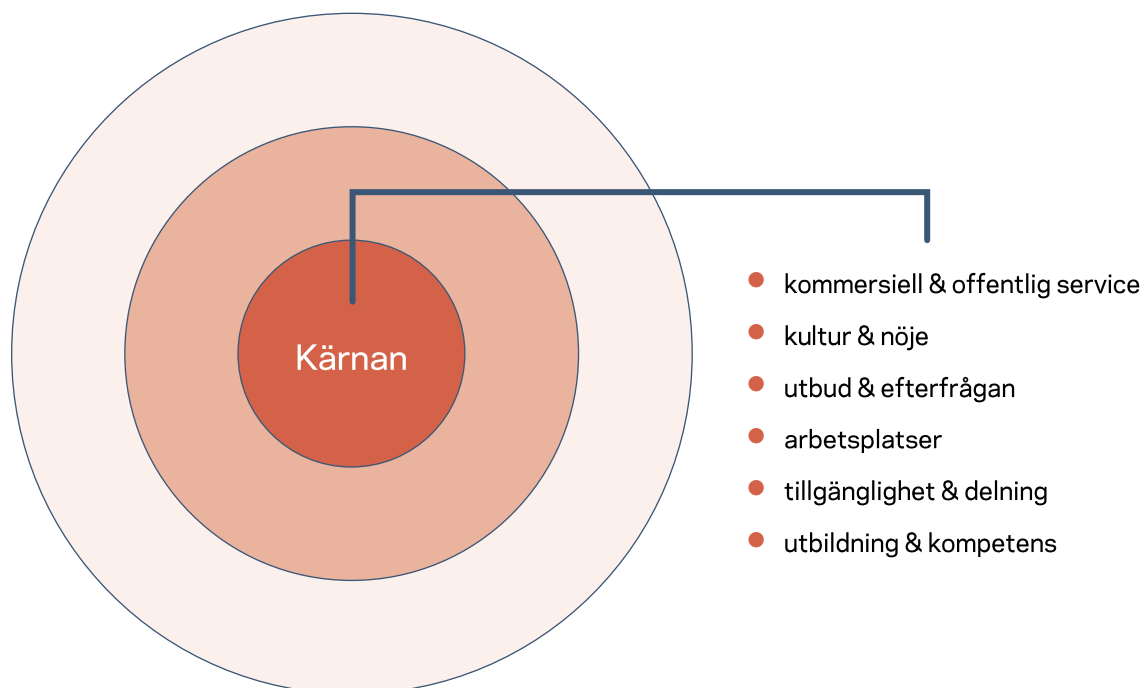 Kärnan
kommersiell & offentlig service
kultur & nöje
utbud & efterfrågan
arbetsplatser
tillgänglighet & delning
utbildning & kompetens